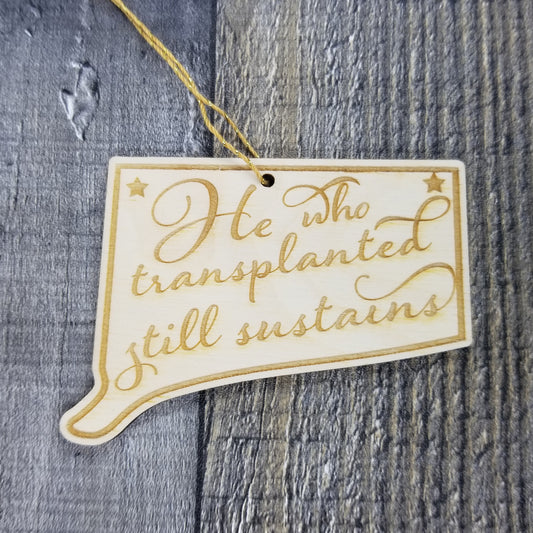 He who
transplanted
still sustains